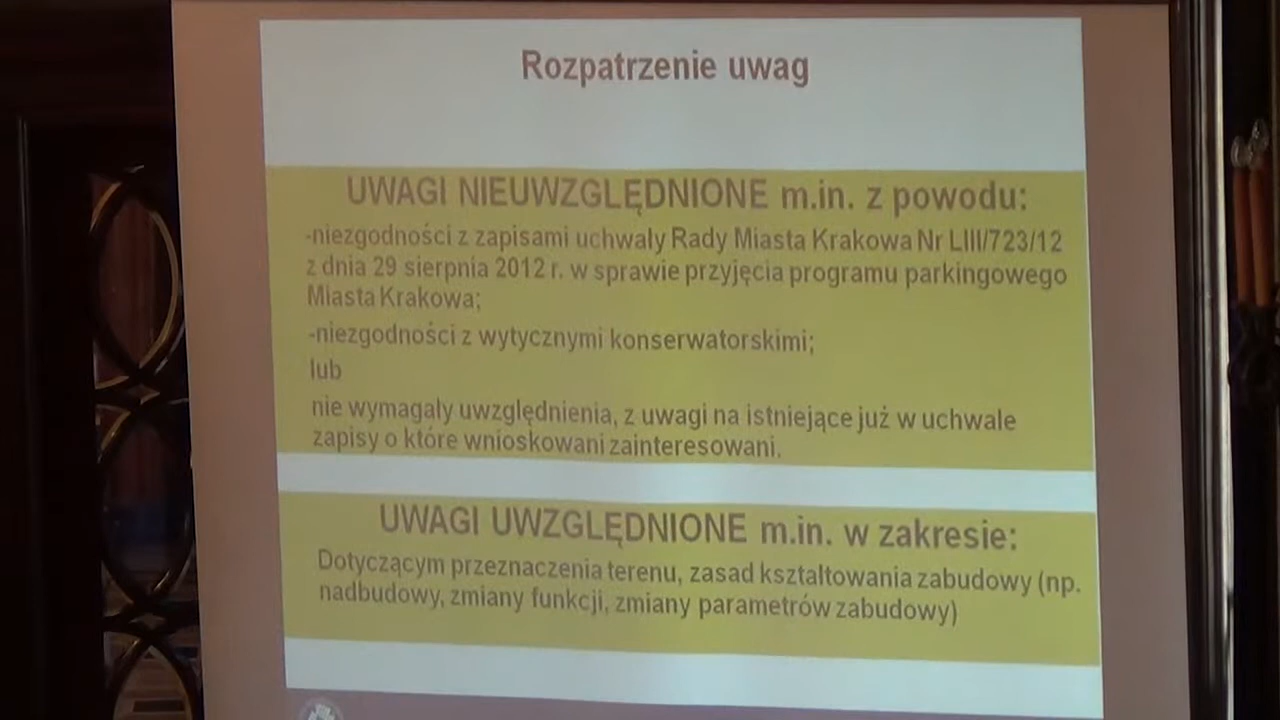 Rozpatrzenie uwag
UWAGI NIEUWZGLĘDNIONE m.in. z powodu:
-niezgodności z zapisami uchwały Rady Miasta Krakowa Nr LIII/723/12
z dnia 29 sierpnia 2012 r. w sprawie przyjęcia programu parkingowego
Miasta Krakowa;
-niezgodności z wytycznymi konserwatorskimi;
lub
nie wymagały uwzględnienia, z uwagi na istniejące już w uchwale
zapisy o które wnioskowani zainteresowani.
UWAGI UWZGLĘDNIONE m.in. w zakresie:
Dotyczącym przeznaczenia terenu, zasad kształtowania zabudowy (np.
nadbudowy, zmiany funkcji, zmiany parametrów zabudowy)